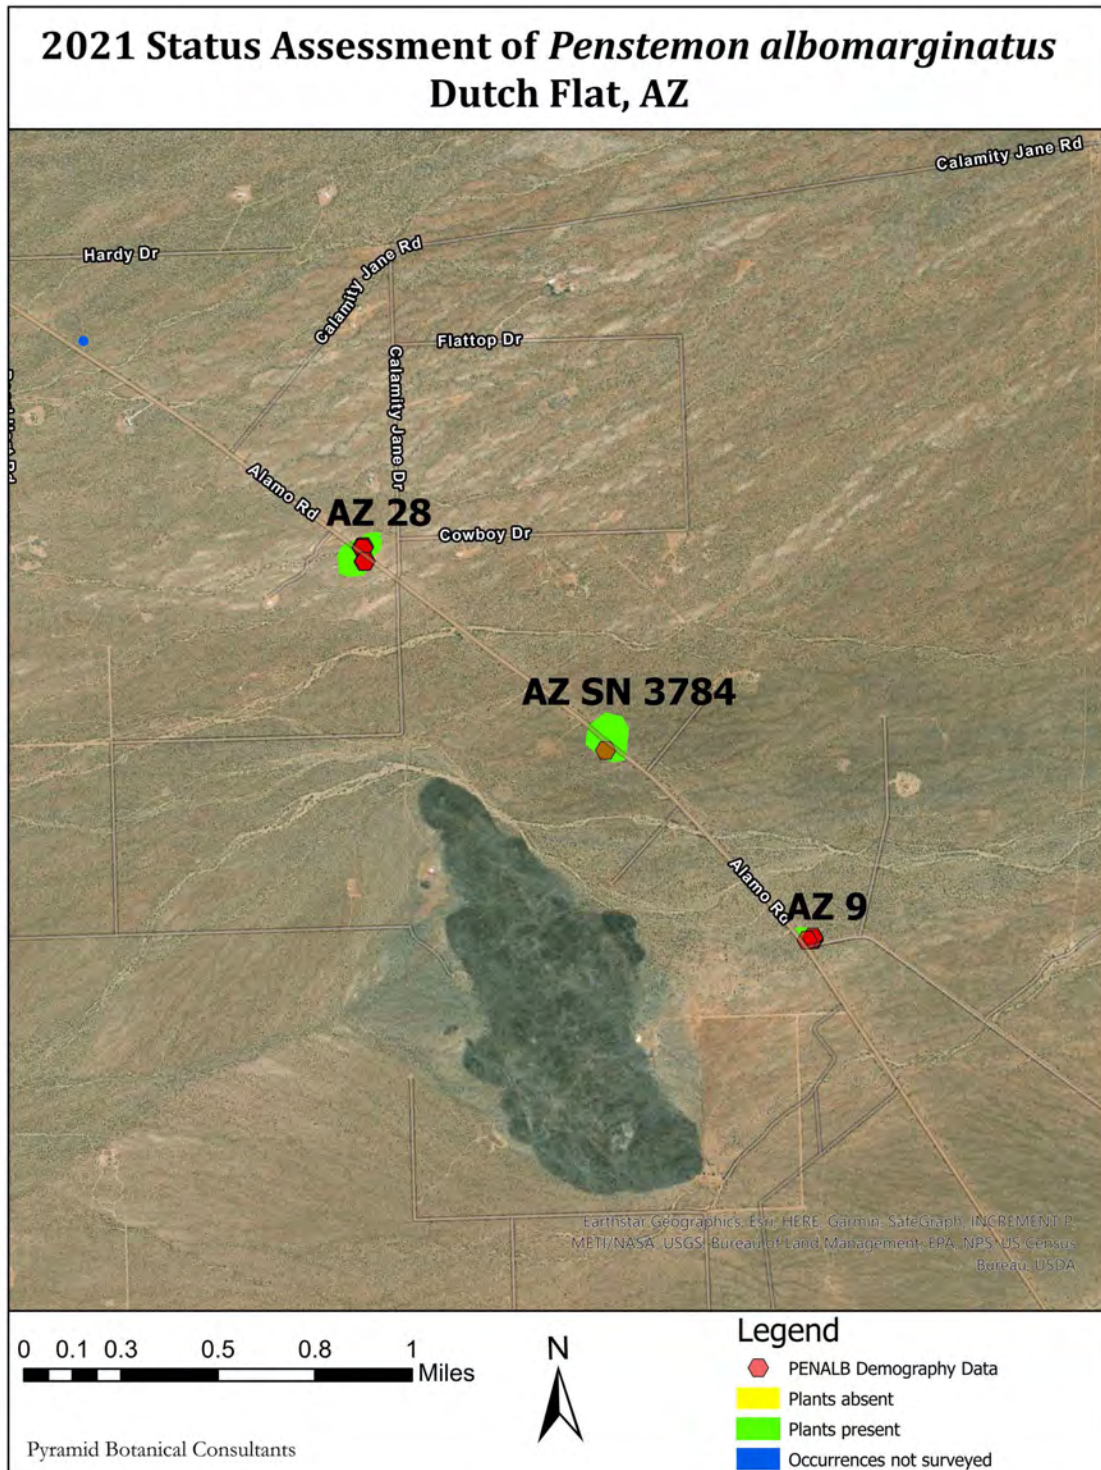 2021 Status Assessment of Penstemon albomarginatus
Dutch Flat, AZ
Calamity Jane Rd
Hardy Dr
Calamity Jane Rd
Flattop Dr
Calamity Jane Dr
Alamo Rd
AZ 28
Cowboy Dr
AZ SN 3784
Alamo Rd
AZ 9
Earthstar Geographics, Esri, HERE, Garmin, SafeGraph, INCREMENT P,
METI/NASA, USGS, Bureau of Land Management, EPA, NPS, US Census
Bureau, USDA
0 0.1 0.3 0.5 0.8 1
Miles
N
Legend
PENALB Demography Data
Plants absent
Plants present
Occurrences not surveyed
Pyramid Botanical Consultants